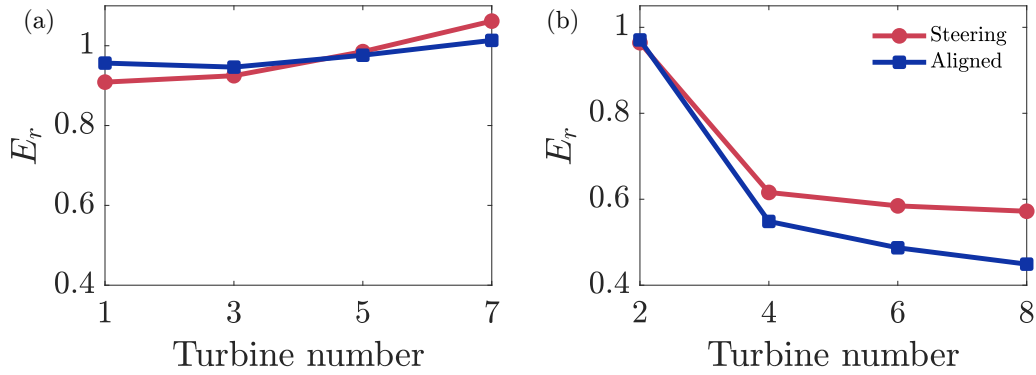 (a)
1
0.8
0.6
0.4
E_r
1 3 5 7
Turbine number
(b)
1
0.8
0.6
0.4
E_r
2 4 6 8
Turbine number
Steering
Aligned